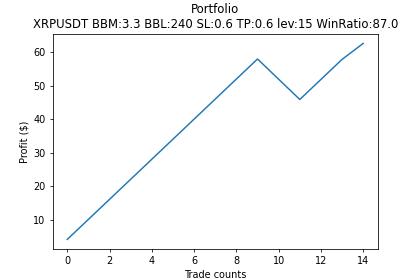 Portfolio
XRPUSDT BBM:3.3 BBL:240 SL:0.6 TP:0.6 lev:15 WinRatio:87.0
60
50
40
30
20
10
Profit ($)
0 2 4 6 8 10 12 14
Trade counts